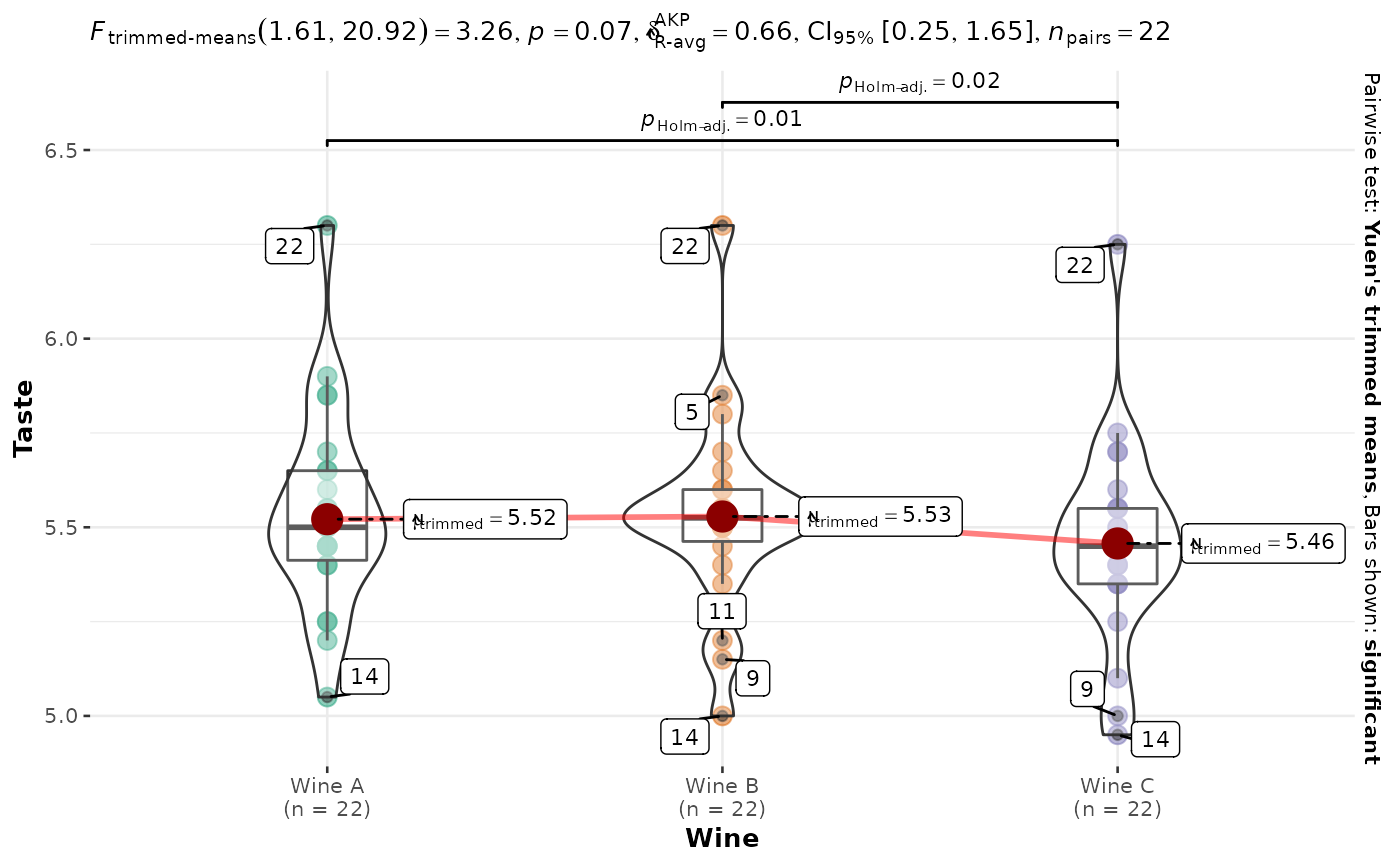 F trimmed-means(1.61, 20.92) = 3.26, p = 0.07, δ AKP R-avg = 0.66, CI95% [0.25, 1.65], n pairs = 22
p Holm-adj. = 0.02
p Holm-adj. = 0.01
6.5
6.0
5.5
5.0
Taste
22
14
trimmed = 5.52
22
5
trimmed = 5.53
11
9
14
22
trimmed = 5.46
9
14
Wine A
(n = 22)
Wine B
(n = 22)
Wine C
(n = 22)
Wine
Pairwise test: Yuen's trimmed means, Bars shown: significant